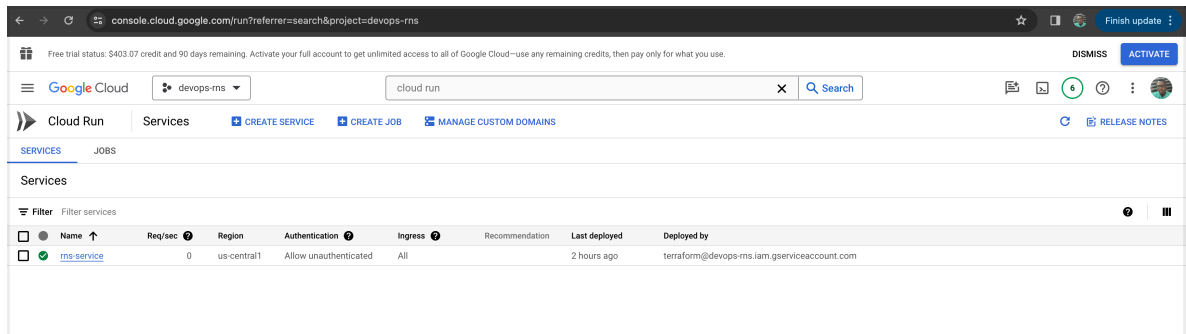 console.cloud.google.com/run?referrer=search&project=devops-rns Finish update
Free trial status: $403.07 credit and 90 days remaining. Activate your full account to get unlimited access to all of Google Cloud—use any remaining credits, then pay only for what you use. DISMISS ACTIVATE
Google Cloud devops-rns cloud run Search 6
Cloud Run Services CREATE SERVICE CREATE JOB MANAGE CUSTOM DOMAINS RELEASE NOTES
SERVICES JOBS
Services
Filter Filter services
Name Req/sec Region Authentication Ingress Recommendation Last deployed Deployed by
rns-service 0 us-central1 Allow unauthenticated All 2 hours ago terraform@devops-rns.iam.gserviceaccount.com